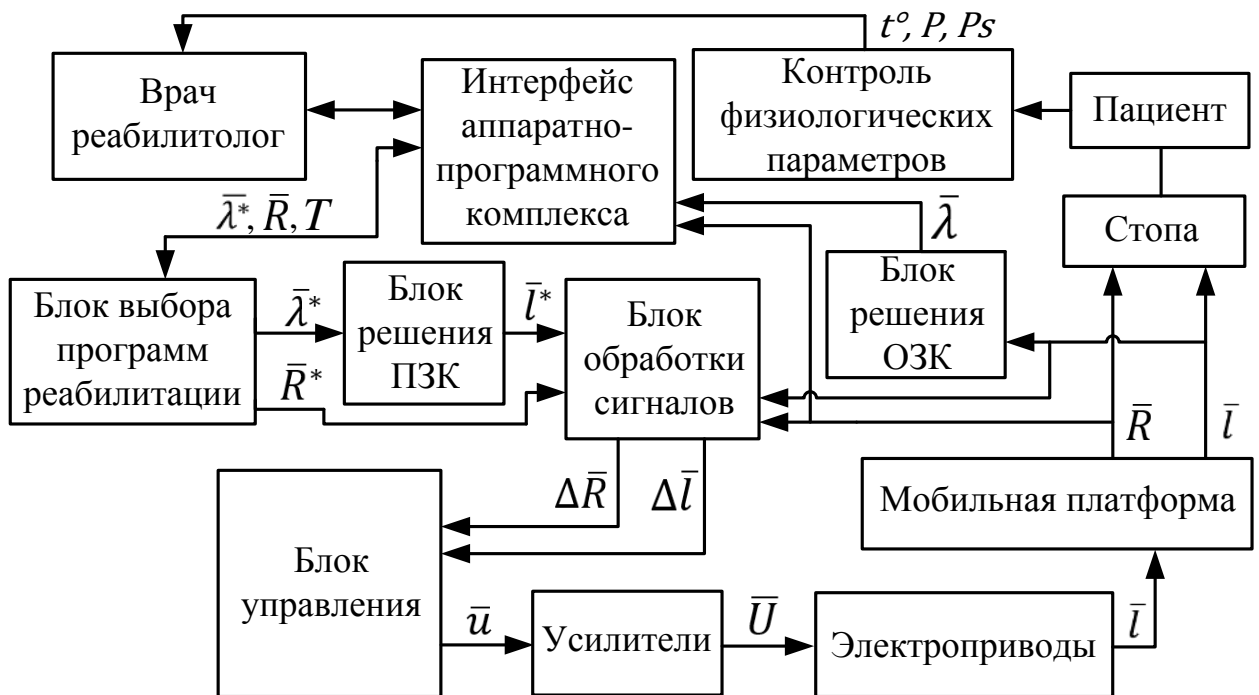 t°, P, Ps
Врач
реабилитолог
Интерфейс
аппаратно-
программного
комплекса
Контроль
физиологических
параметров
Пациент
Стопа
λ̄*, R̄, T
λ̄
Блок выбора
программ
реабилитации
λ̄*
R̄*
Блок
решения
ПЗК
l̄*
Блок
обработки
сигналов
Блок
решения
ОЗК
R̄
l̄
Мобильная платформа
ΔR̄
Δl̄
Блок
управления
ū
Усилители
Ū
Электроприводы
l̄